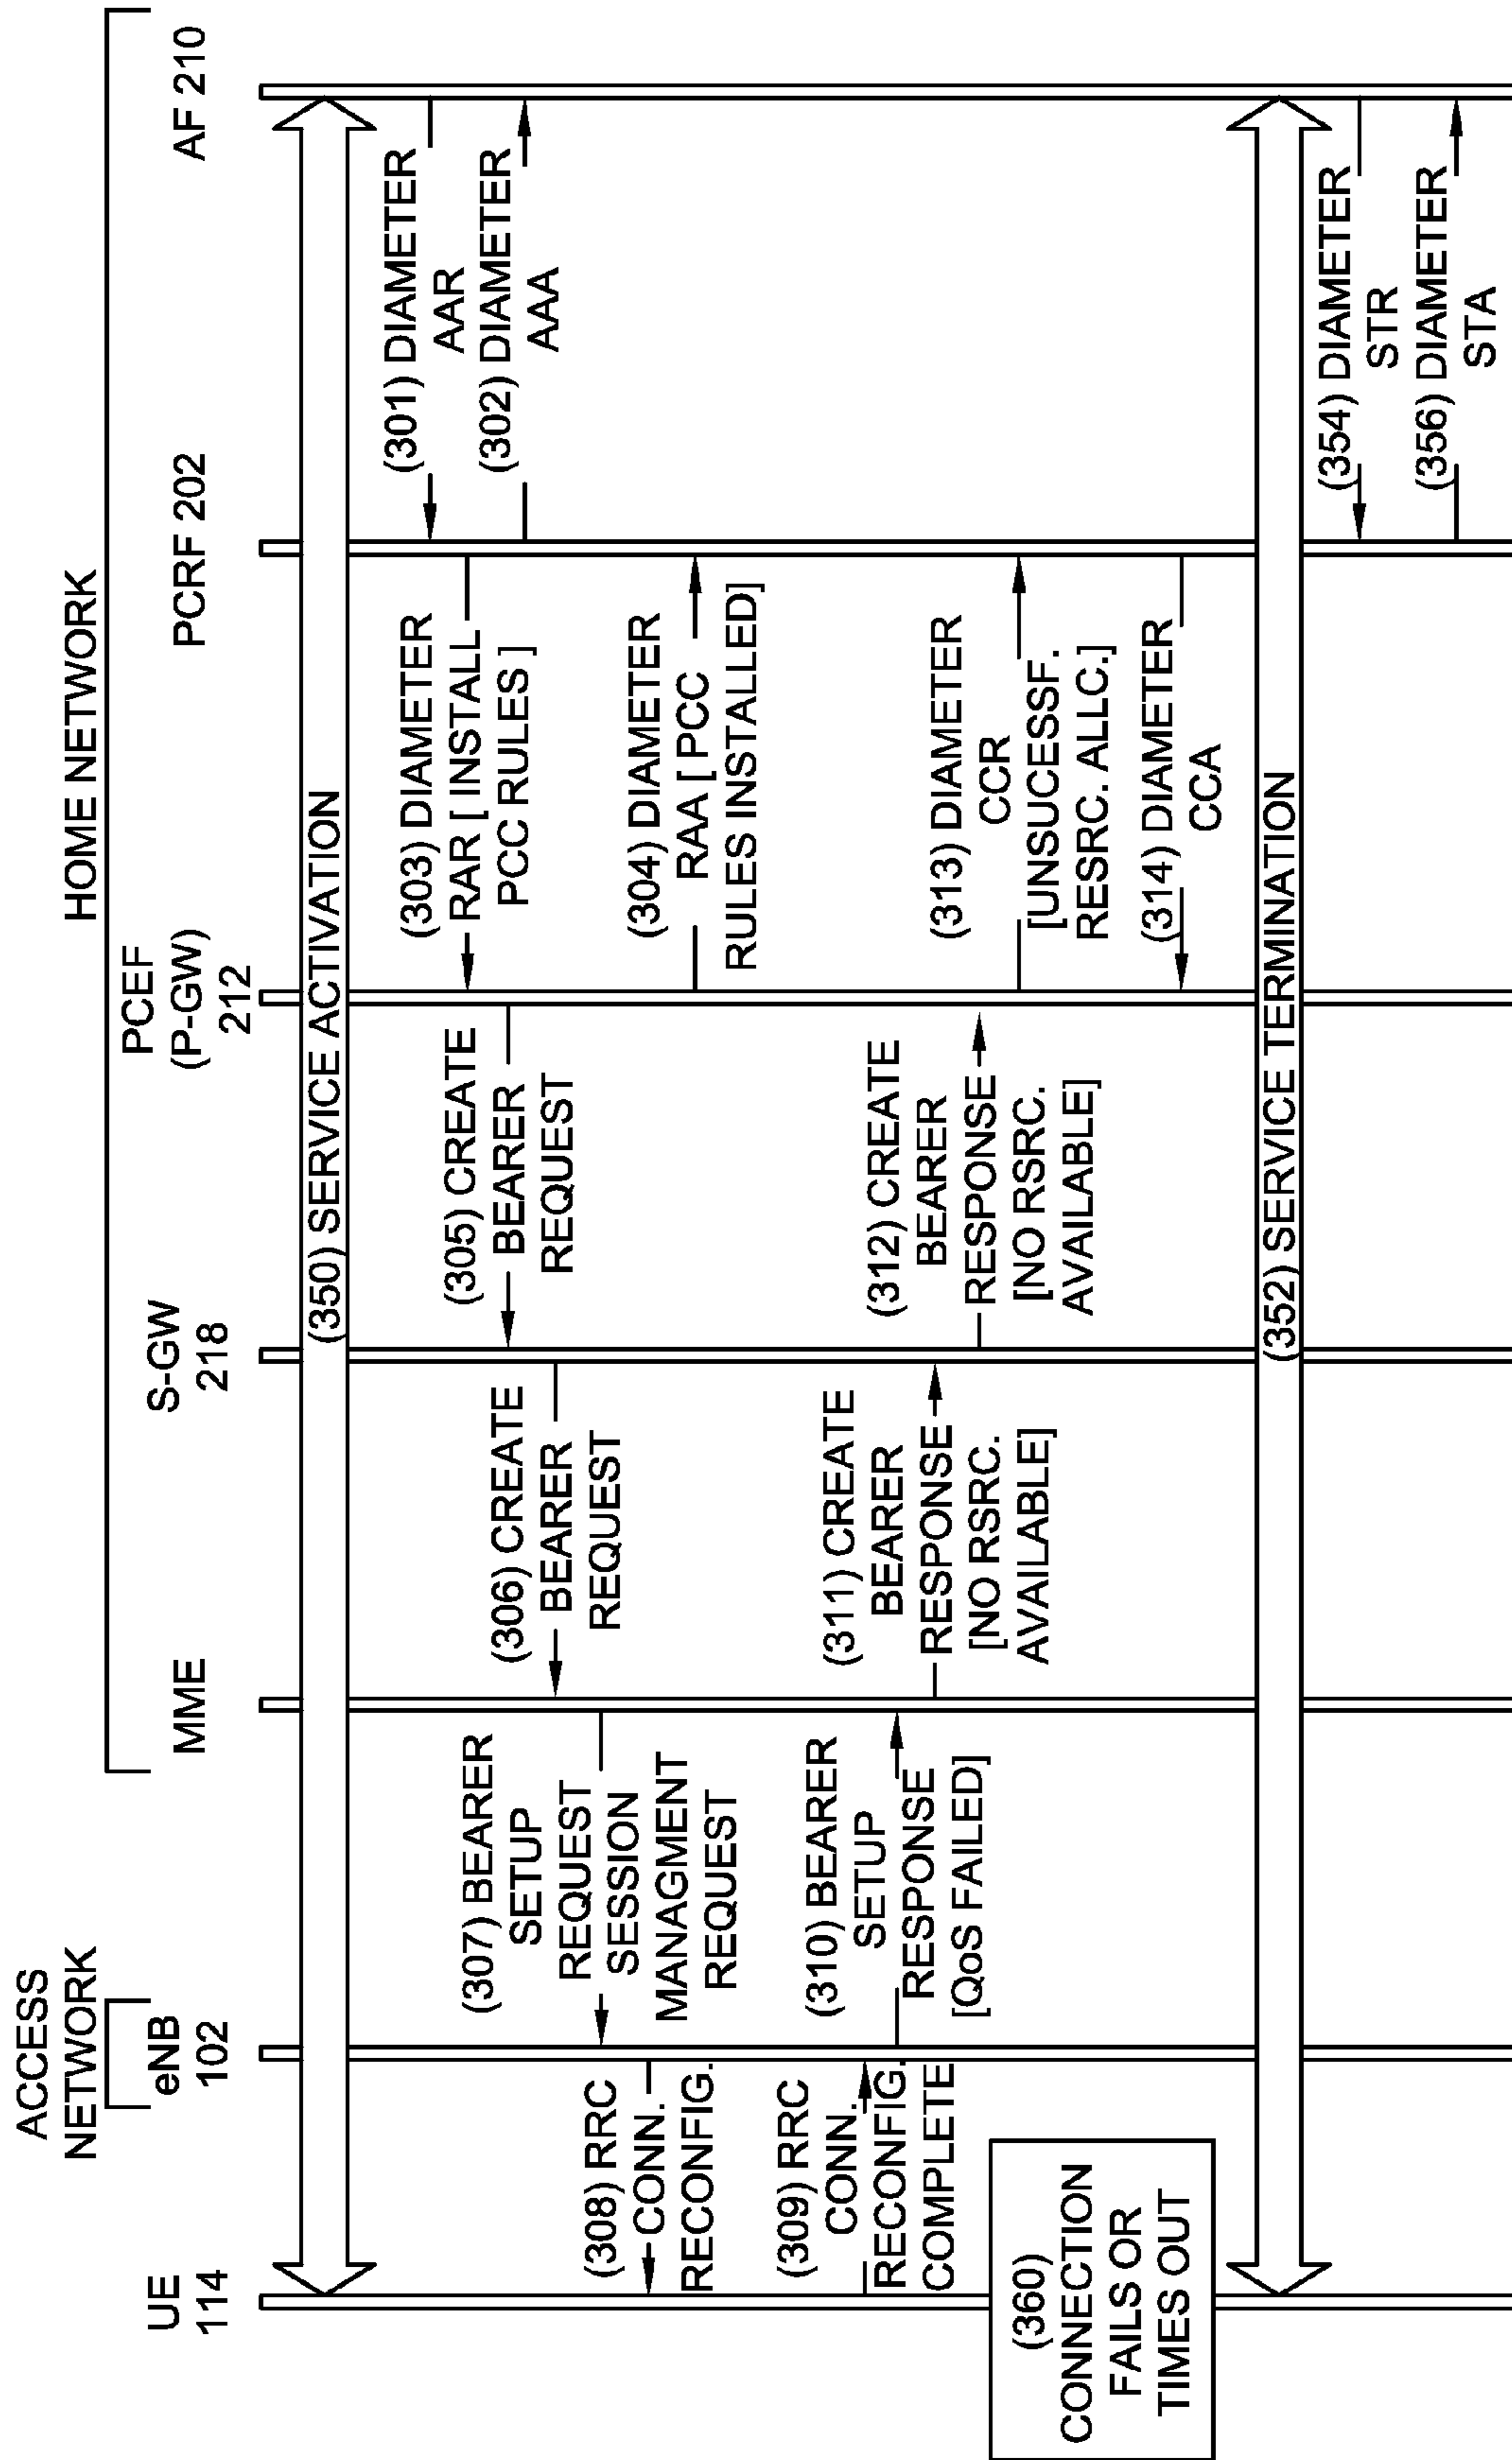 ACCESS
NETWORK
HOME NETWORK
UE
114
eNB
102
MME
S-GW
218
PCEF
(P-GW)
212
PCRF 202
AF 210
(350) SERVICE ACTIVATION
(301) DIAMETER
AAR
(302) DIAMETER
AAA
(303) DIAMETER
RAR [ INSTALL
PCC RULES ]
(304) DIAMETER
RAA [ PCC
RULES INSTALLED]
(305) CREATE
BEARER
REQUEST
(306) CREATE
BEARER
REQUEST
(307) BEARER
SETUP
REQUEST
SESSION
MANAGMENT
REQUEST
(308) RRC
CONN.
RECONFIG.
(309) RRC
CONN.
RECONFIG.
COMPLETE
(310) BEARER
SETUP
RESPONSE
[QoS FAILED]
(311) CREATE
BEARER
RESPONSE
[NO RSRC.
AVAILABLE]
(312) CREATE
BEARER
RESPONSE
[NO RSRC.
AVAILABLE]
(313) DIAMETER
CCR
[UNSUCESSF.
RESRC. ALLC.]
(314) DIAMETER
CCA
(360)
CONNECTION
FAILS OR
TIMES OUT
(352) SERVICE TERMINATION
(354) DIAMETER
STR
(356) DIAMETER
STA